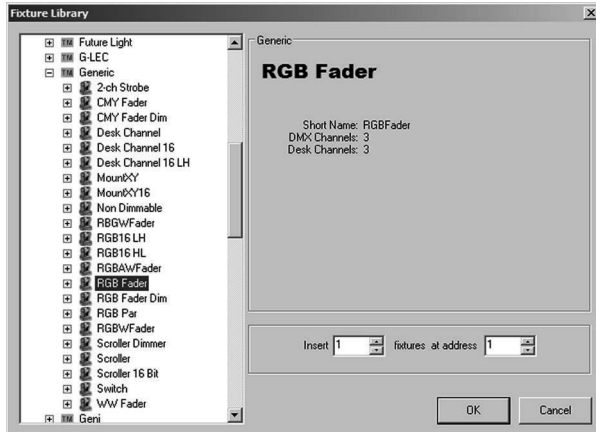 Fixture Library
Future Light
G-LEC
Generic
2-ch Strobe
CMY Fader
CMY Fader Dim
Desk Channel
Desk Channel 16
Desk Channel 16 LH
MountXY
MountXY16
Non Dimmable
RBGWFader
RGB16 LH
RGB16 HL
RGBAWFader
RGB Fader
RGB Fader Dim
RGB Par
RGBWFader
Scroller Dimmer
Scroller
Scroller 16 Bit
Switch
WW Fader
Geni
Generic
RGB Fader
Short Name: RGBFader
DMX Channels: 3
Desk Channels: 3
Insert 1 fixtures at address 1
OK Cancel